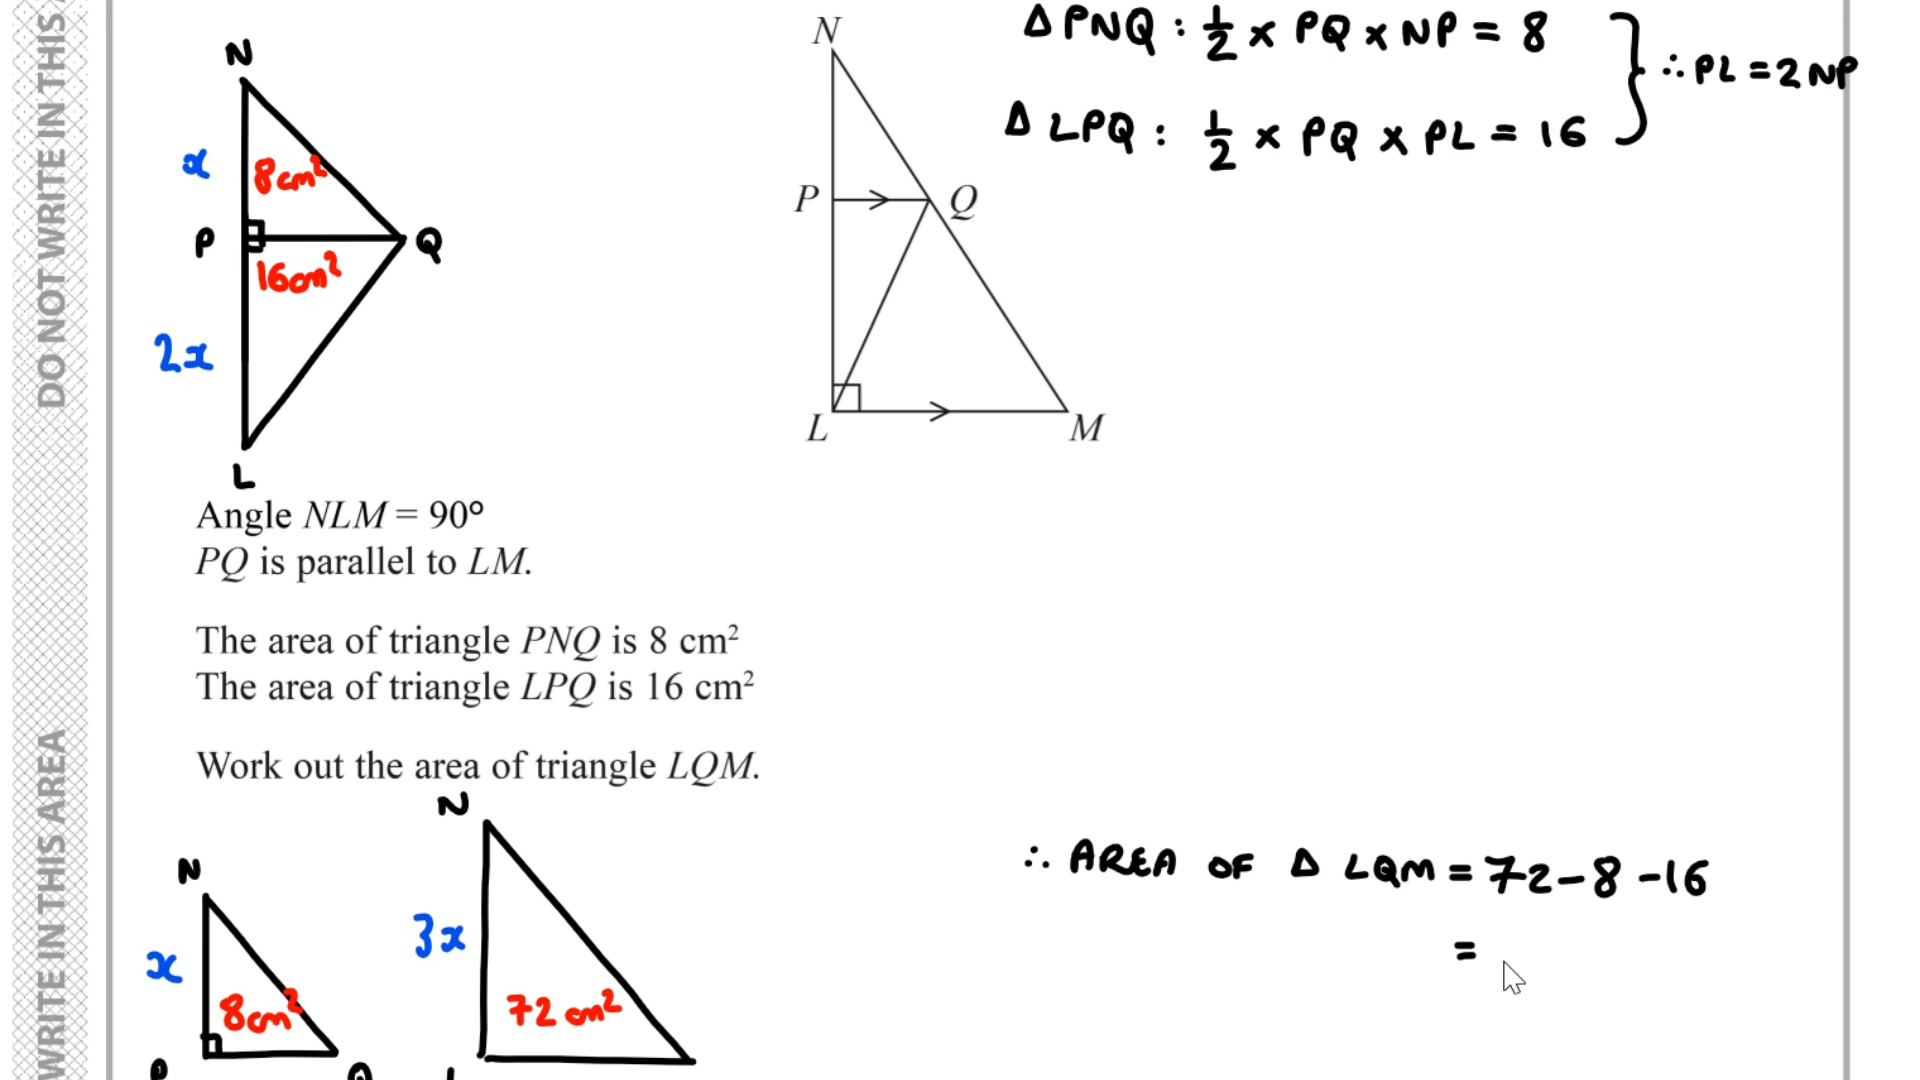 DO NOT WRITE IN THIS
WRITE IN THIS AREA
N
x
8cm²
P
Q
16cm²
2x
L
N
P
Q
L
M
Δ PNQ : 1/2 × PQ × NP = 8
Δ LPQ : 1/2 × PQ × PL = 16
∴ PL = 2NP
Angle NLM = 90°
PQ is parallel to LM.
The area of triangle PNQ is 8 cm²
The area of triangle LPQ is 16 cm²
Work out the area of triangle LQM.
N
x
8cm²
N
3x
72 cm²
∴ AREA OF Δ LQM = 72 – 8 – 16
=